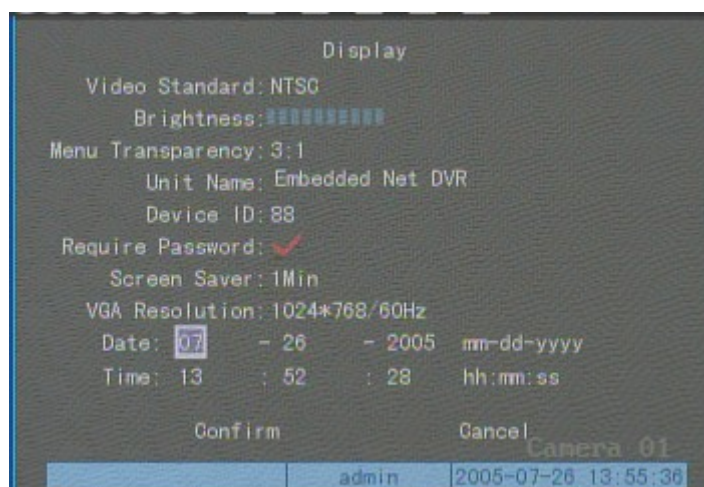 Display
Video Standard: NTSC
Brightness:
Menu Transparency: 3:1
Unit Name: Embedded Net DVR
Device ID: 88
Require Password:
Screen Saver: 1Min
VGA Resolution: 1024*768/60Hz
Date: 07 - 26 - 2005 mm-dd-yyyy
Time: 13 : 52 : 28 hh:mm:ss
Confirm Cancel
Camera 01
admin 2005-07-26 13:55:36